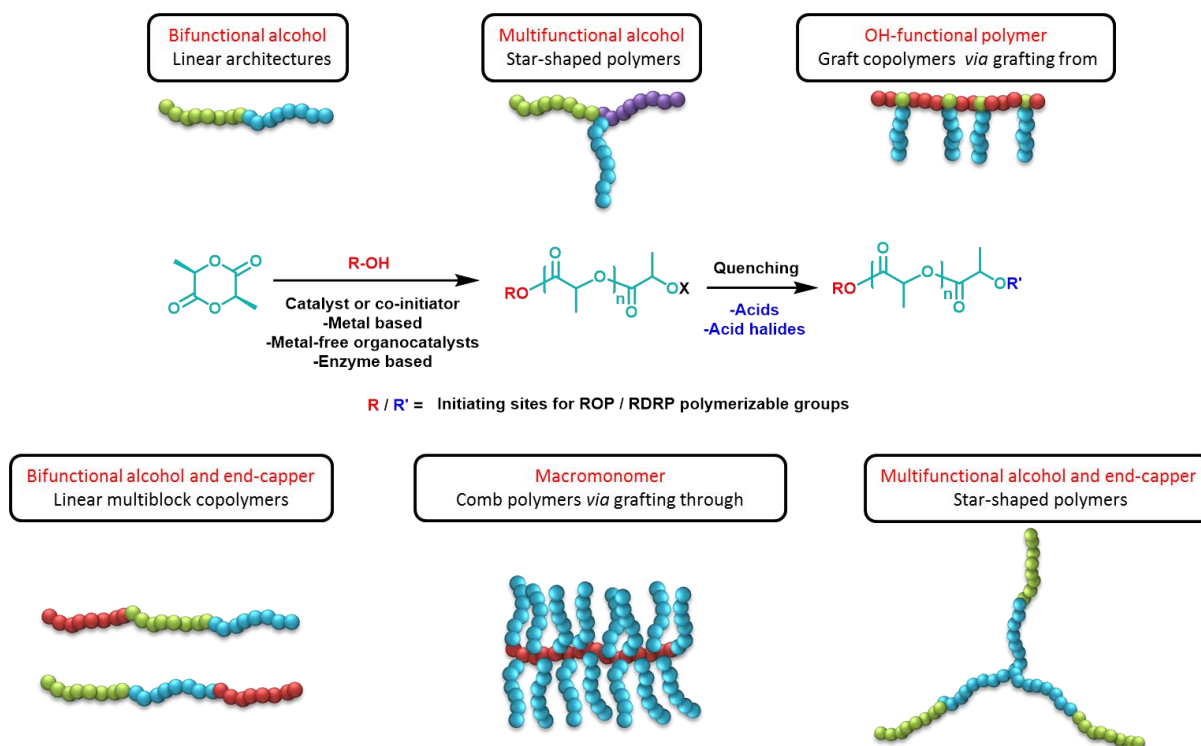 Bifunctional alcohol
Linear architectures
Multifunctional alcohol
Star-shaped polymers
OH-functional polymer
Graft copolymers via grafting from
O
O
O
O
R-OH
Catalyst or co-initiator
-Metal based
-Metal-free organocatalysts
-Enzyme based
RO
O
O
n
O
OX
Quenching
-Acids
-Acid halides
RO
O
O
n
O
OR'
R / R' = Initiating sites for ROP / RDRP polymerizable groups
Bifunctional alcohol and end-capper
Linear multiblock copolymers
Macromonomer
Comb polymers via grafting through
Multifunctional alcohol and end-capper
Star-shaped polymers